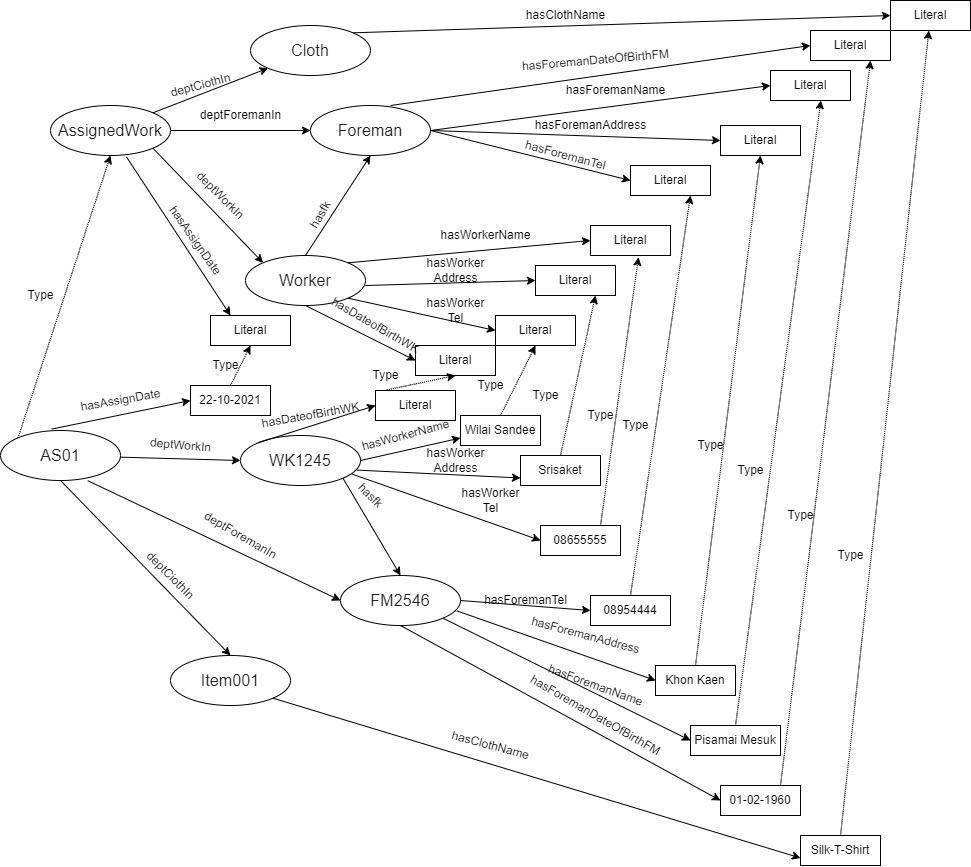 hasClothName
Literal
Cloth
hasForemanDateOfBirthFM
Literal
deptClothIn
hasForemanName
Literal
AssignedWork
deptForemanIn
Foreman
hasForemanAddress
Literal
hasForemanTel
Literal
deptWorkIn
hasfk
hasAssignDate
hasWorkerName
Literal
Worker
hasWorker
Address
Literal
Type
hasWorker
Tel
Literal
hasDateofBirthWK
Literal
Literal
Type
Type
Type
Type
hasAssignDate
22-10-2021
hasDateofBirthWK
Literal
Type
Type
hasWorkerName
Wilai Sandee
AS01
deptWorkIn
WK1245
hasWorker
Address
Srisaket
Type
Type
hasfk
hasWorker
Tel
08655555
Type
deptForemanIn
Type
deptClothIn
FM2546
hasForemanTel
08954444
hasForemanAddress
Khon Kaen
Item001
hasForemanName
hasForemanDateOfBirthFM
Pisamai Mesuk
hasClothName
01-02-1960
Silk-T-Shirt